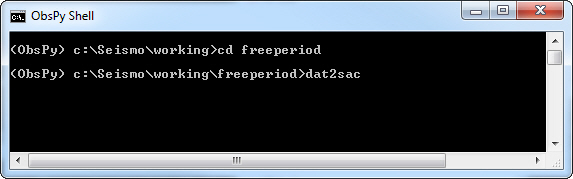 ObsPy Shell
(ObsPy) c:\Seismo\working>cd freeperiod
(ObsPy) c:\Seismo\working\freeperiod>dat2sac